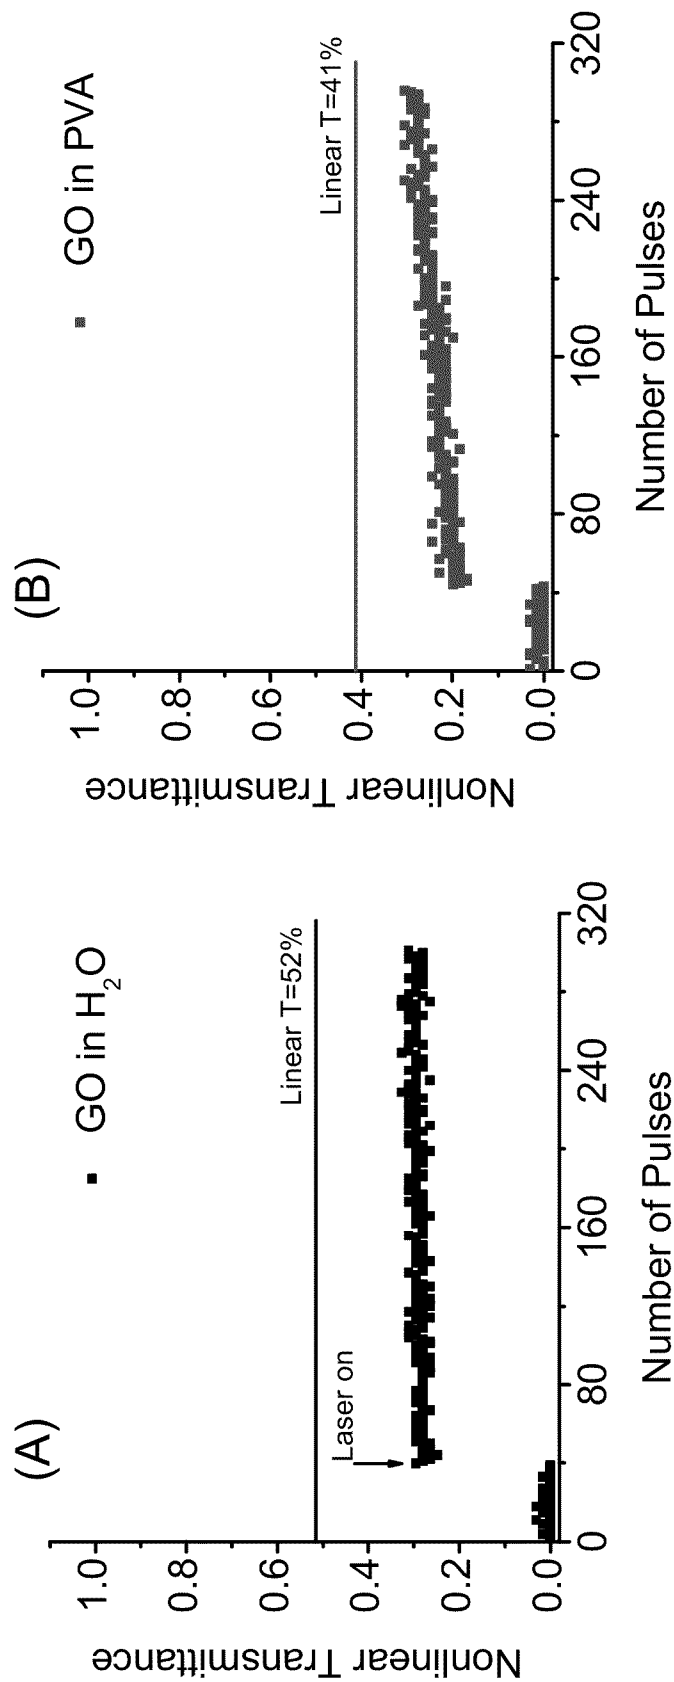 (A)
GO in H₂O
Linear T=52%
Laser on
Nonlinear Transmittance
1.0
0.8
0.6
0.4
0.2
0.0
0 80 160 240 320
Number of Pulses
(B)
GO in PVA
Linear T=41%
Nonlinear Transmittance
1.0
0.8
0.6
0.4
0.2
0.0
0 80 160 240 320
Number of Pulses